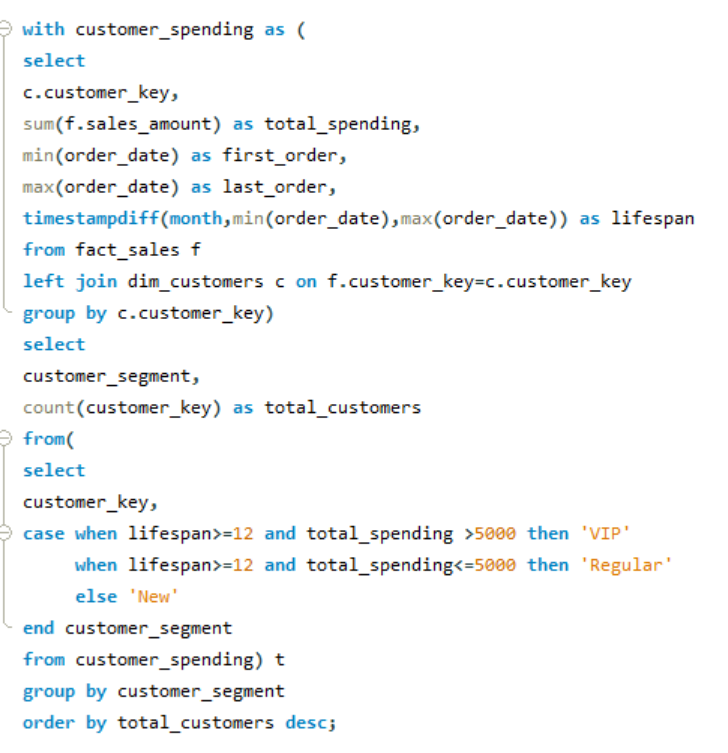 with customer_spending as (
select
c.customer_key,
sum(f.sales_amount) as total_spending,
min(order_date) as first_order,
max(order_date) as last_order,
timestampdiff(month,min(order_date),max(order_date)) as lifespan
from fact_sales f
left join dim_customers c on f.customer_key=c.customer_key
group by c.customer_key)
select
customer_segment,
count(customer_key) as total_customers
from(
select
customer_key,
case when lifespan>=12 and total_spending >5000 then 'VIP'
     when lifespan>=12 and total_spending<=5000 then 'Regular'
     else 'New'
end customer_segment
from customer_spending) t
group by customer_segment
order by total_customers desc;